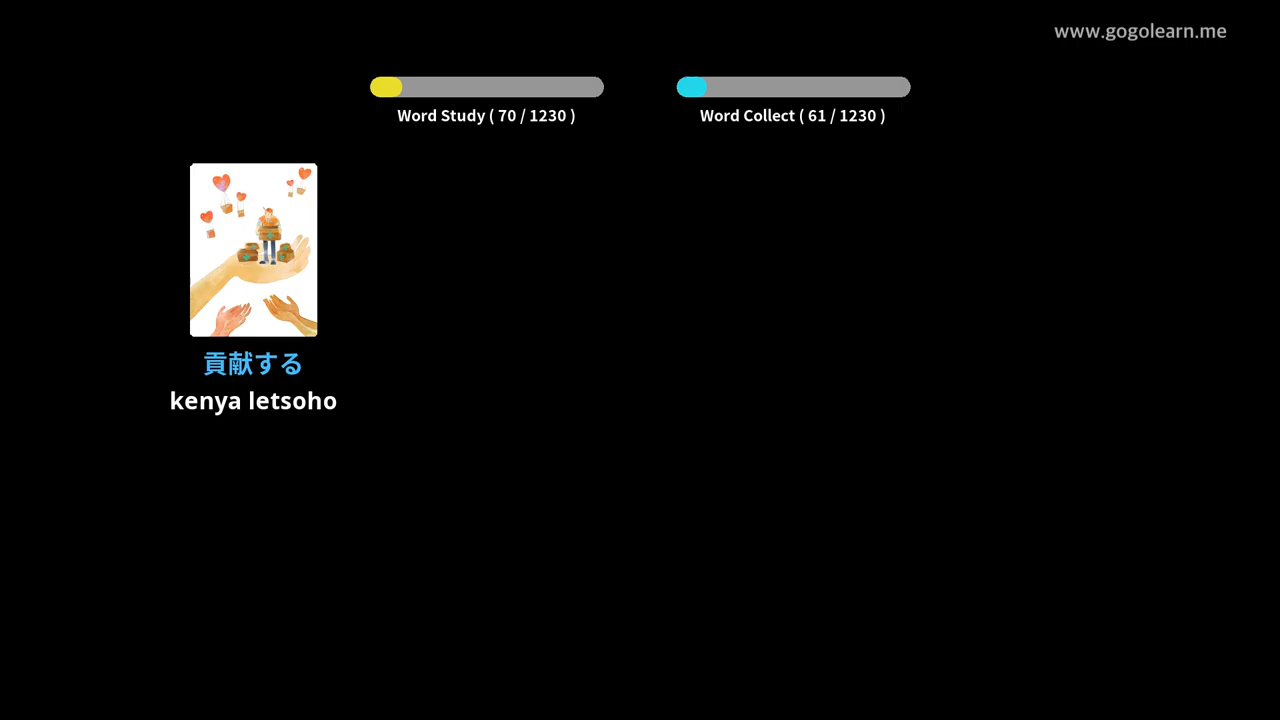 www.gogolearn.me
Word Study ( 70 / 1230 )
Word Collect ( 61 / 1230 )
貢献する
kenya letsoho